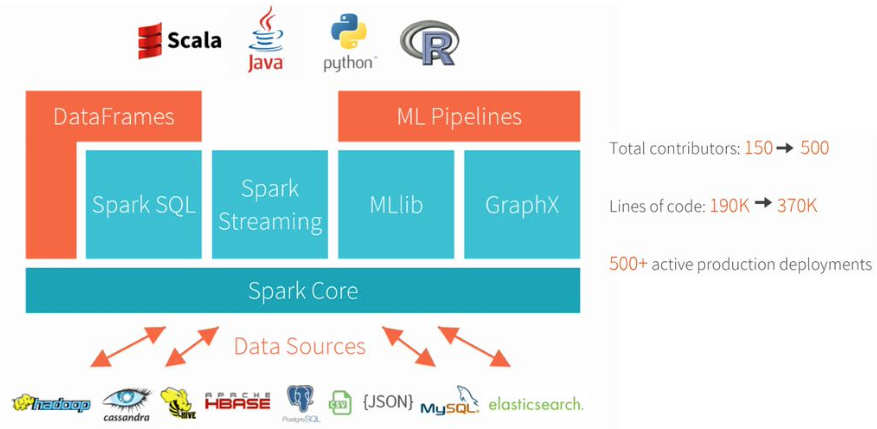 Scala
Java
python
R
DataFrames
ML Pipelines
Spark SQL
Spark
Streaming
MLlib
GraphX
Spark Core
Data Sources
hadoop
cassandra
HIVE
APACHE
HBASE
PostgreSQL
CSV
{JSON}
MySQL
elasticsearch.
Total contributors: 150 → 500
Lines of code: 190K → 370K
500+ active production deployments